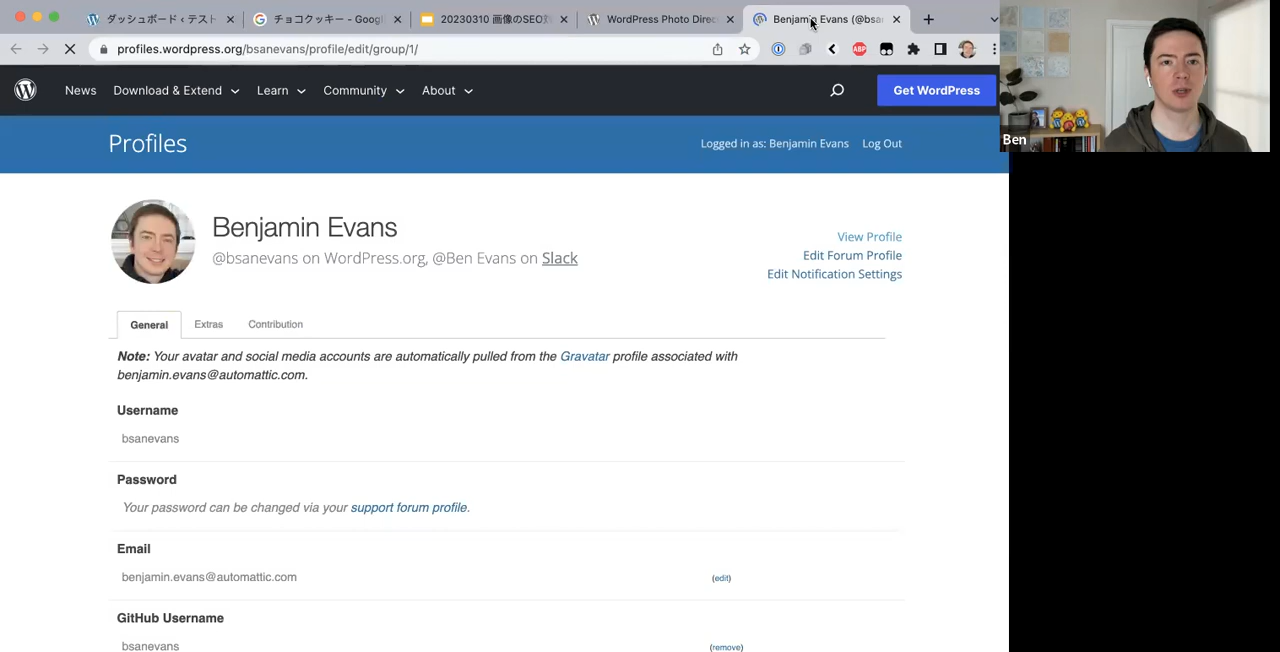 ダッシュボード ‹ テスト
チョコクッキー - Googl
20230310 画像のSEO対
WordPress Photo Direc
Benjamin Evans (@bsa
profiles.wordpress.org/bsanevans/profile/edit/group/1/
ABP
News
Download & Extend
Learn
Community
About
Get WordPress
Ben
Profiles
Logged in as: Benjamin Evans
Log Out
Benjamin Evans
@bsanevans on WordPress.org, @Ben Evans on Slack
View Profile
Edit Forum Profile
Edit Notification Settings
General
Extras
Contribution
Note: Your avatar and social media accounts are automatically pulled from the Gravatar profile associated with
benjamin.evans@automattic.com.
Username
bsanevans
Password
Your password can be changed via your support forum profile.
Email
benjamin.evans@automattic.com
(edit)
GitHub Username
bsanevans
(remove)